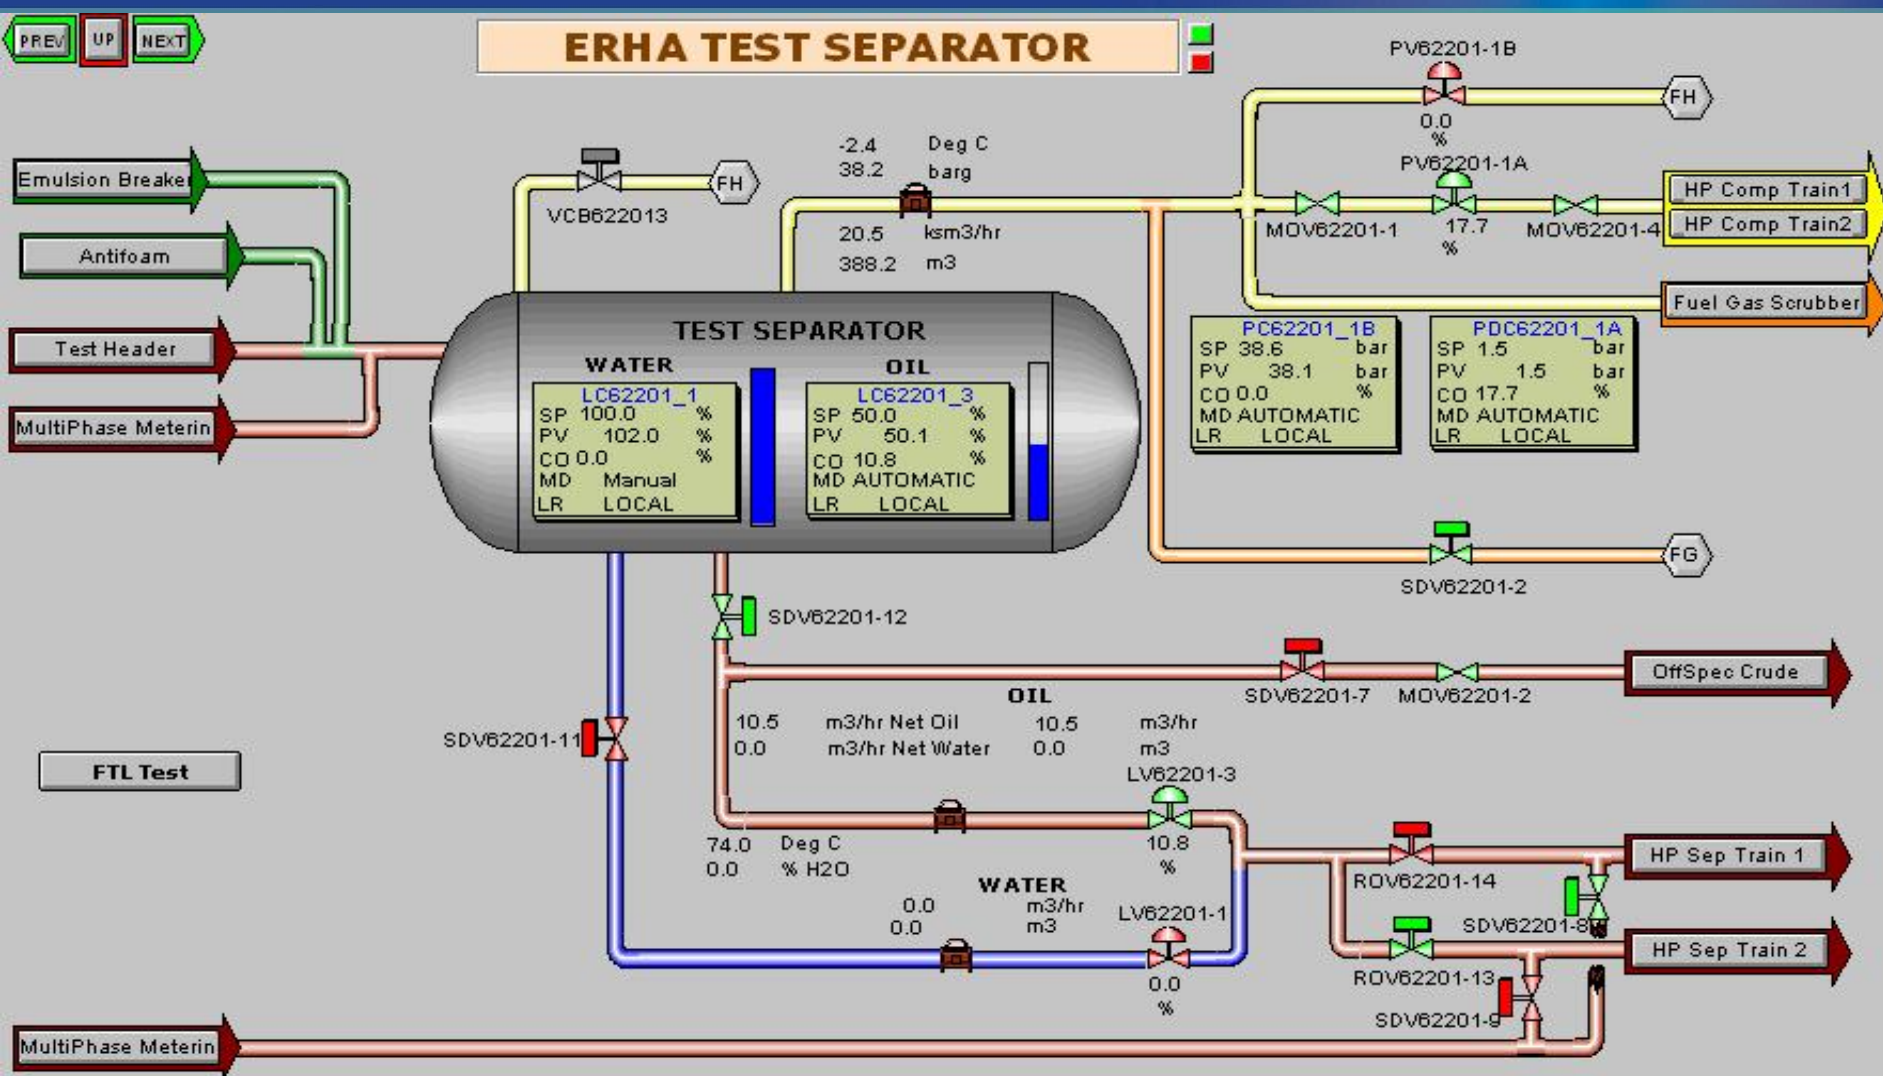 PREV UP NEXT
ERHA TEST SEPARATOR
PV62201-1B
FH
0.0
%
Emulsion Breaker
Antifoam
Test Header
MultiPhase Meterin
VCB622013
FH
-2.4 Deg C
38.2 barg
20.5 ksm3/hr
388.2 m3
PV62201-1A
MOV62201-1
17.7
%
MOV62201-4
HP Comp Train1
HP Comp Train2
Fuel Gas Scrubber
TEST SEPARATOR
WATER
LC62201_1
SP 100.0 %
PV 102.0 %
CO 0.0 %
MD Manual
LR LOCAL
OIL
LC62201_3
SP 50.0 %
PV 50.1 %
CO 10.8 %
MD AUTOMATIC
LR LOCAL
PC62201_1B
SP 38.6 bar
PV 38.1 bar
CO 0.0 %
MD AUTOMATIC
LR LOCAL
PDC62201_1A
SP 1.5 bar
PV 1.5 bar
CO 17.7 %
MD AUTOMATIC
LR LOCAL
FG
SDV62201-2
SDV62201-12
SDV62201-7
MOV62201-2
OffSpec Crude
SDV62201-11
OIL
10.5 m3/hr Net Oil 10.5 m3/hr
0.0 m3/hr Net Water 0.0 m3
LV62201-3
10.8
%
FTL Test
74.0 Deg C
0.0 % H2O
WATER
0.0 m3/hr
0.0 m3
LV62201-1
0.0
%
ROV62201-14
HP Sep Train 1
SDV62201-8
HP Sep Train 2
ROV62201-13
SDV62201-9
MultiPhase Meterin